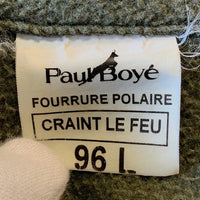 Paul Boyé
FOURRURE POLAIRE
CRAINT LE FEU
96 L